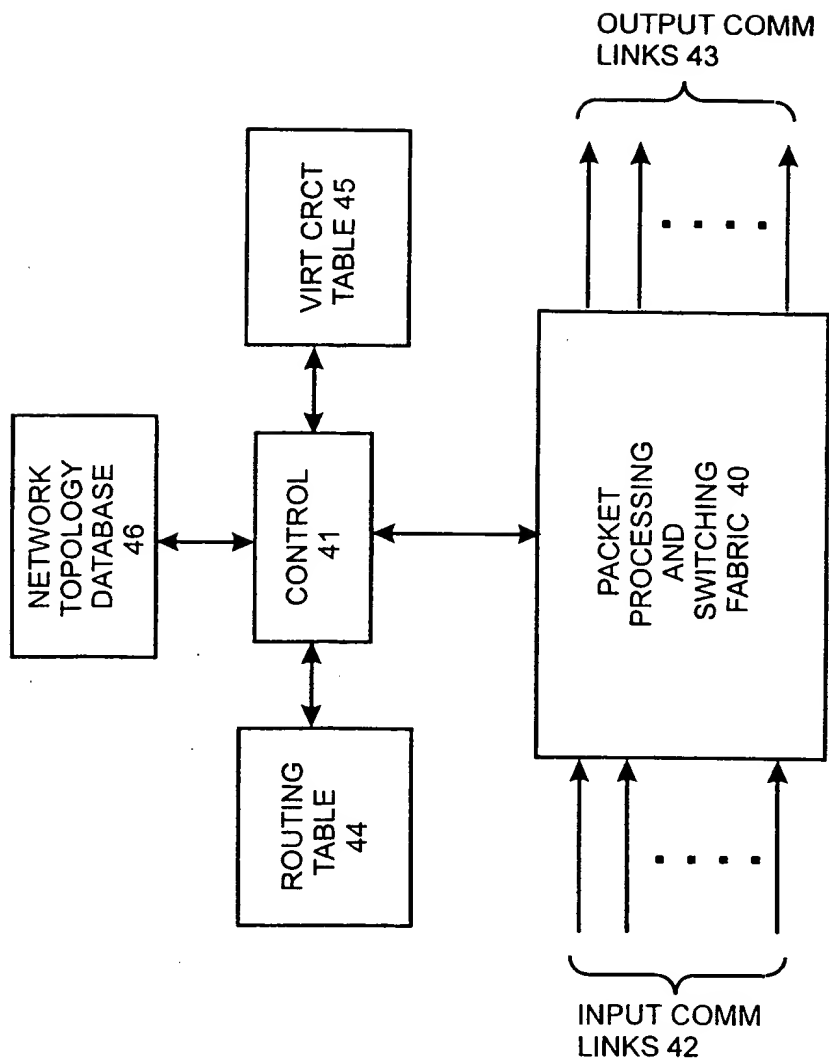 NETWORK
TOPOLOGY
DATABASE
46
ROUTING
TABLE
44
CONTROL
41
VIRT CRCT
TABLE 45
PACKET
PROCESSING
AND
SWITCHING
FABRIC 40
INPUT COMM
LINKS 42
OUTPUT COMM
LINKS 43